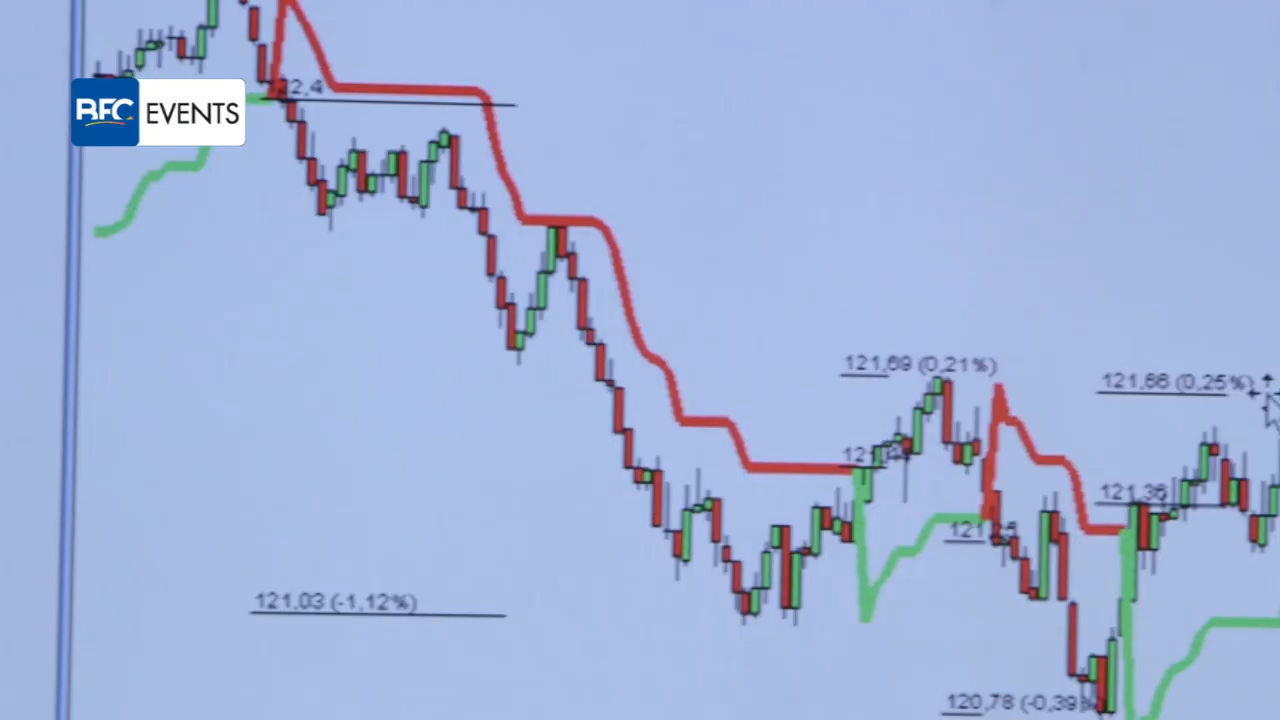 BFC EVENTS
121,69 (0,21%)
121,66 (0,25%)
121,36
121,03 (-1,12%)